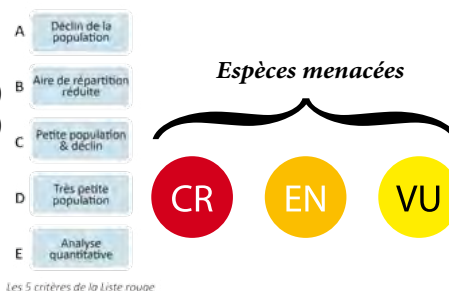 A
Déclin de la
population
B
Aire de répartition
réduite
C
Petite population
& déclin
D
Très petite
population
E
Analyse
quantitative
Les 5 critères de la Liste rouge
Espèces menacées
CR
EN
VU